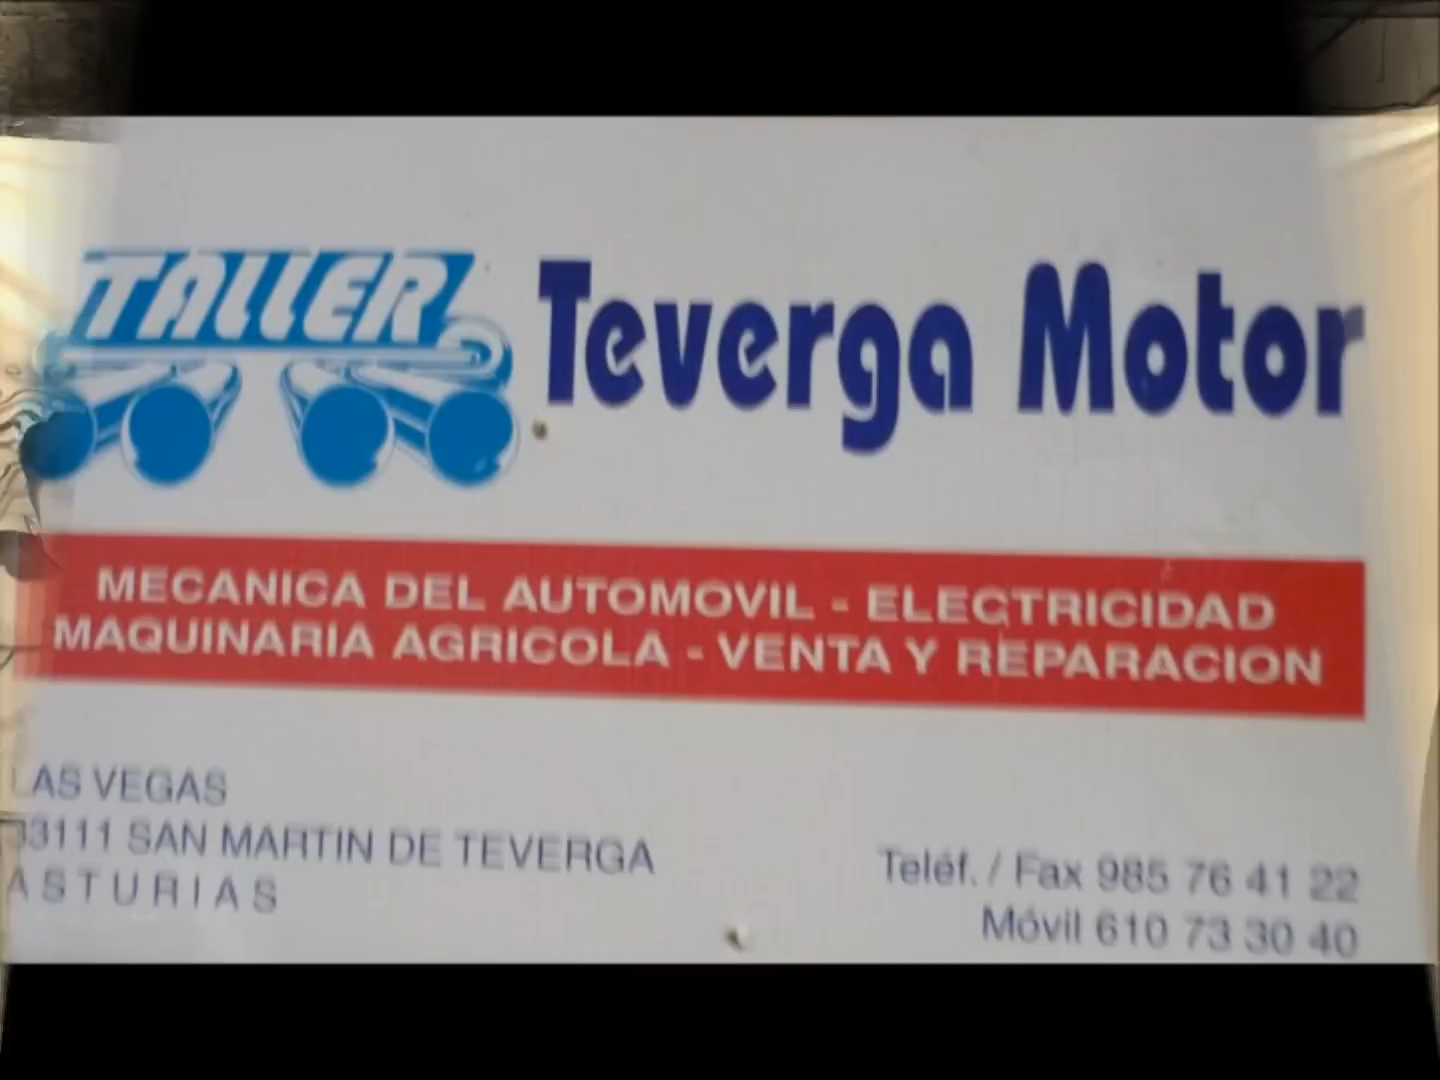 TALLER
Teverga Motor
MECANICA DEL AUTOMOVIL - ELECTRICIDAD
MAQUINARIA AGRICOLA - VENTA Y REPARACION
LAS VEGAS
33111 SAN MARTIN DE TEVERGA
ASTURIAS
Teléf. / Fax 985 76 41 22
Móvil 610 73 30 40